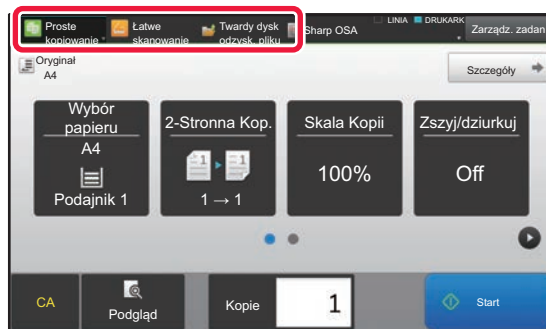 Proste
kopiowanie
Łatwe
skanowanie
Twardy dysk
odzysk. pliku
Sharp OSA
LINIA
DRUKARK
Zarządz. zadan
Oryginał
A4
Szczegóły
Wybór
papieru
A4
Podajnik 1
2-Stronna Kop.
1
1
1 → 1
Skala Kopii
100%
Zszyj/dziurkuj
Off
CA
Podgląd
Kopie
1
Start